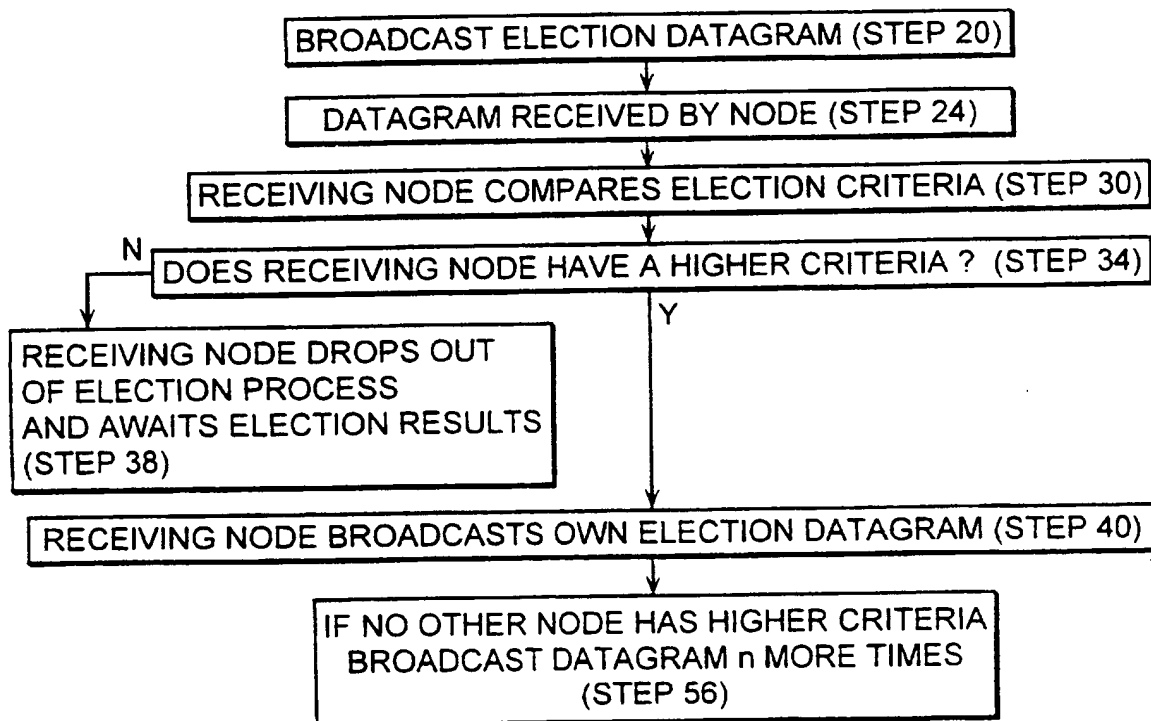 BROADCAST ELECTION DATAGRAM (STEP 20)
DATAGRAM RECEIVED BY NODE (STEP 24)
RECEIVING NODE COMPARES ELECTION CRITERIA (STEP 30)
N
DOES RECEIVING NODE HAVE A HIGHER CRITERIA ? (STEP 34)
Y
RECEIVING NODE DROPS OUT
OF ELECTION PROCESS
AND AWAITS ELECTION RESULTS
(STEP 38)
RECEIVING NODE BROADCASTS OWN ELECTION DATAGRAM (STEP 40)
IF NO OTHER NODE HAS HIGHER CRITERIA
BROADCAST DATAGRAM n MORE TIMES
(STEP 56)